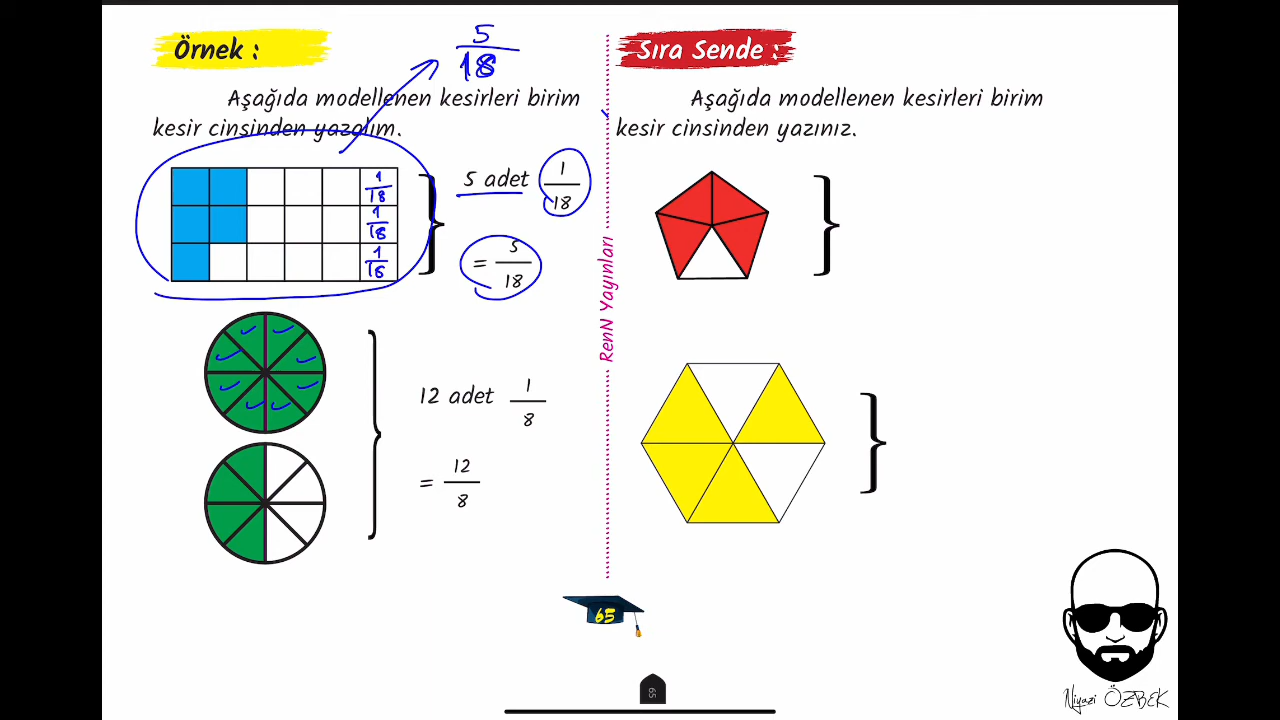 Örnek :
5
18
Aşağıda modellenen kesirleri birim
kesir cinsinden yazalım.
1
18
1
18
1
18
5 adet 1
18
= 5
18
12 adet 1
8
= 12
8
RenN Yayınları
Sıra Sende :
Aşağıda modellenen kesirleri birim
kesir cinsinden yazınız.
65
65
Niyazi ÖZBEK